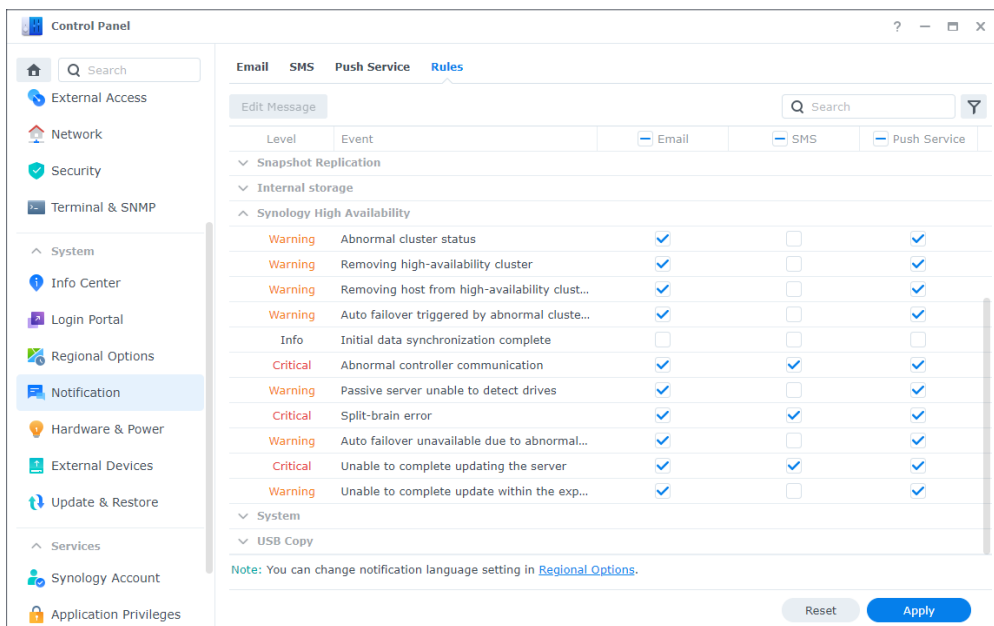 Control Panel
?
Search
External Access
Network
Security
Terminal & SNMP
System
Info Center
Login Portal
Regional Options
Notification
Hardware & Power
External Devices
Update & Restore
Services
Synology Account
Application Privileges
Email SMS Push Service Rules
Edit Message Search
Level Event Email SMS Push Service
Snapshot Replication
Internal storage
Synology High Availability
Warning Abnormal cluster status
Warning Removing high-availability cluster
Warning Removing host from high-availability clust...
Warning Auto failover triggered by abnormal cluste...
Info Initial data synchronization complete
Critical Abnormal controller communication
Warning Passive server unable to detect drives
Critical Split-brain error
Warning Auto failover unavailable due to abnormal...
Critical Unable to complete updating the server
Warning Unable to complete update within the exp...
System
USB Copy
Note: You can change notification language setting in Regional Options.
Reset Apply